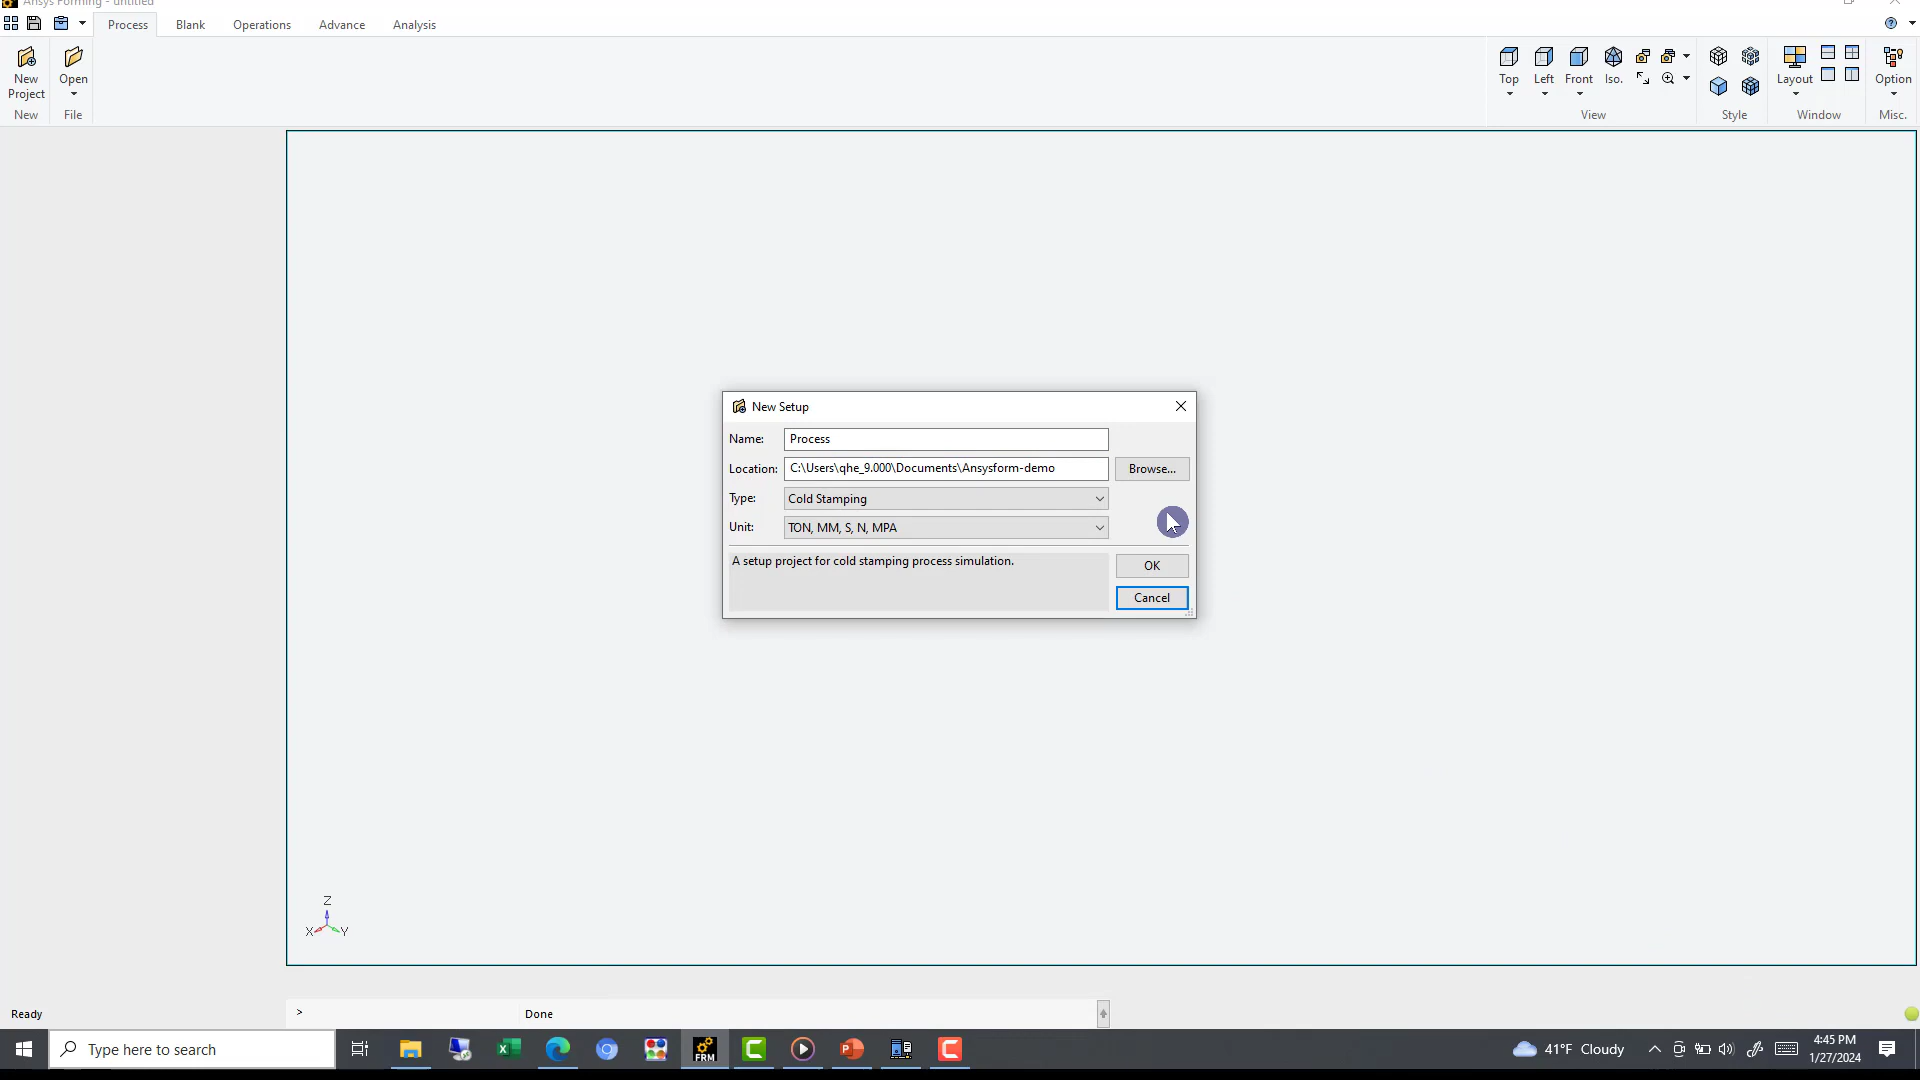 Ansys Forming - untitled
Process Blank Operations Advance Analysis
New Project
Open
New
File
Top Left Front Iso.
Layout
Option
View
Style
Window
Misc.
New Setup
Name: Process
Location: C:\Users\qhe_9.000\Documents\Ansysform-demo Browse...
Type: Cold Stamping
Unit: TON, MM, S, N, MPA
A setup project for cold stamping process simulation.
OK
Cancel
Z
X Y
Ready > Done
Type here to search
FRM
41°F Cloudy
4:45 PM
1/27/2024